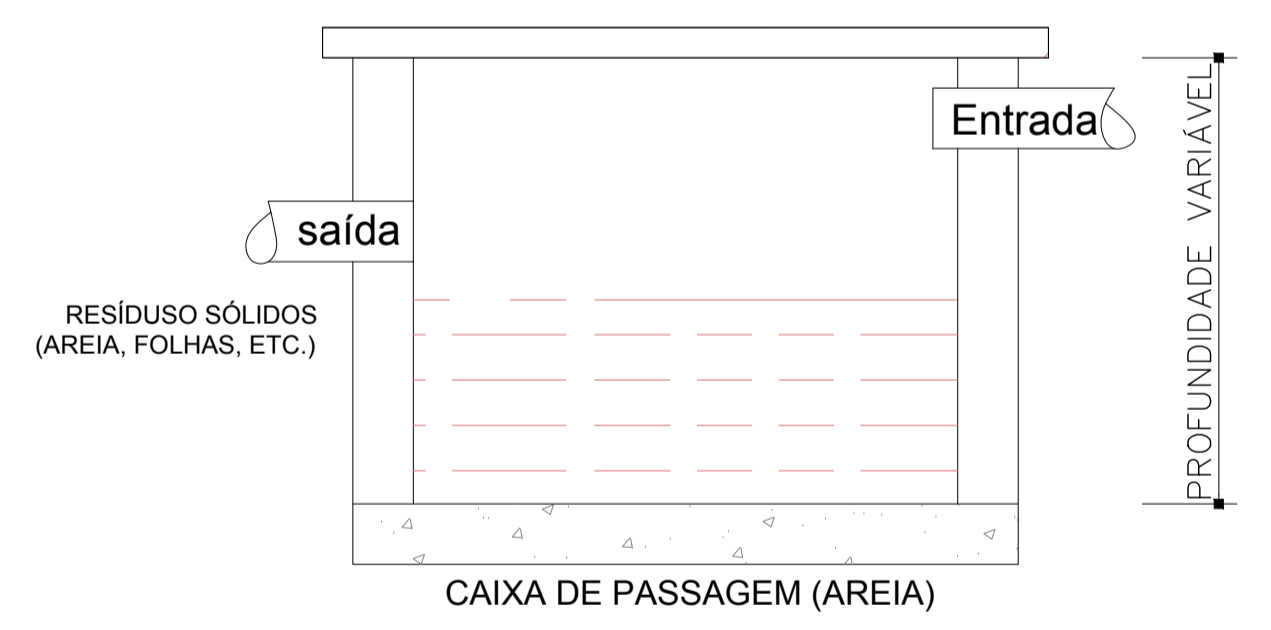 Entrada
saída
RESÍDUSO SÓLIDOS
(AREIA, FOLHAS, ETC.)
PROFUNDIDADE VARIÁVEL
CAIXA DE PASSAGEM (AREIA)